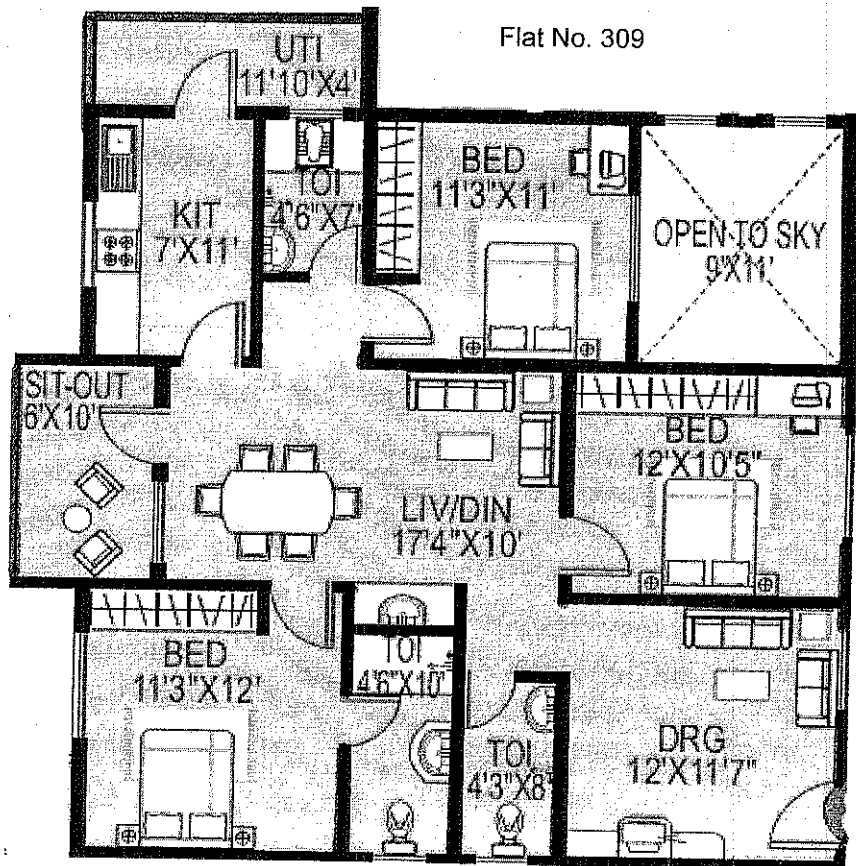 Flat No. 309
UTI
11'10"X4'
TOI
4'6"X7'
BED
11'3"X11'
KIT
7'X11'
OPEN TO SKY
9'X11'
SIT-OUT
6'X10'
BED
12'X10'5"
LIV/DIN
17'4"X10'
BED
11'3"X12'
TOI
4'6"X10'
TOI
4'3"X8'
DRG
12'X11'7"